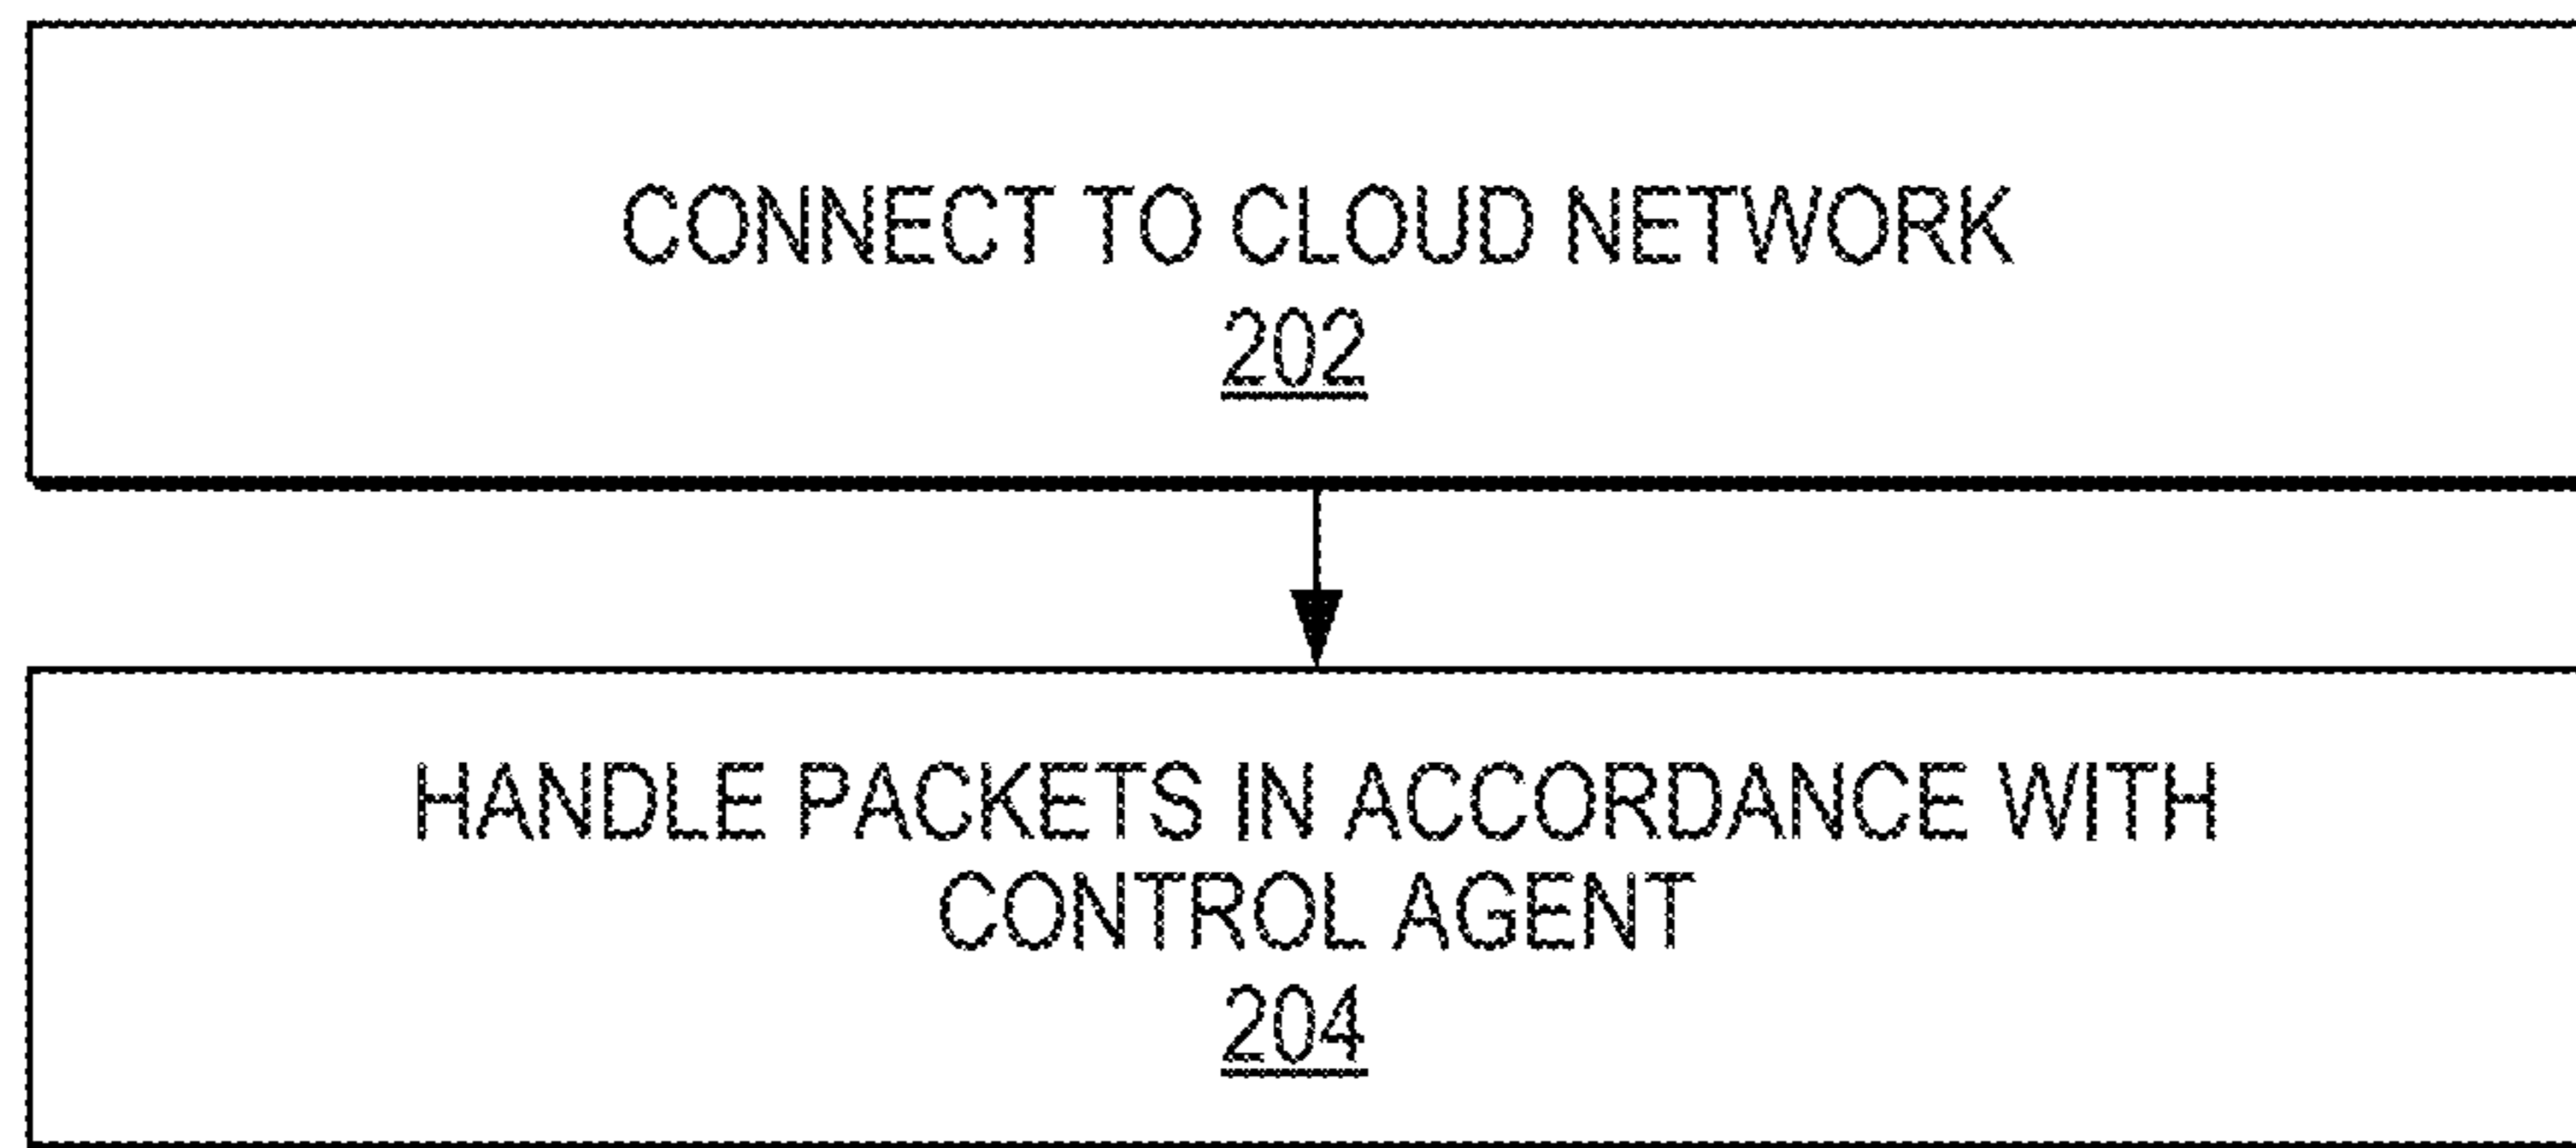 CONNECT TO CLOUD NETWORK
202
HANDLE PACKETS IN ACCORDANCE WITH
CONTROL AGENT
204